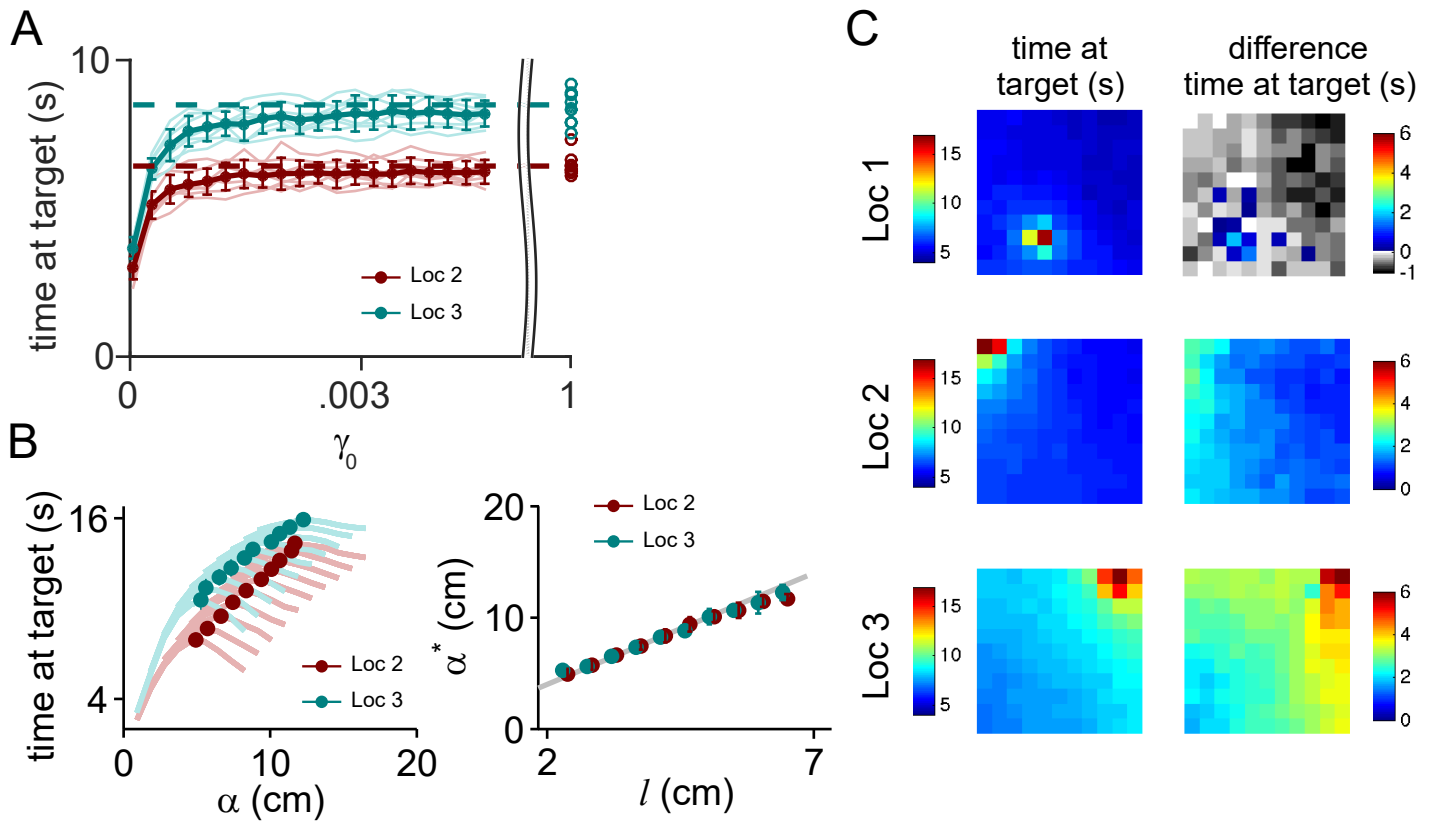 A
10
time at target (s)
0
0
.003
1
γ0
Loc 2
Loc 3
B
16
time at target (s)
4
0
10
20
α (cm)
Loc 2
Loc 3
20
α* (cm)
10
0
2
7
l (cm)
Loc 2
Loc 3
C
time at
target (s)
difference
time at target (s)
Loc 1
15
10
5
6
4
2
0
-1
Loc 2
15
10
5
6
4
2
0
Loc 3
15
10
5
6
4
2
0